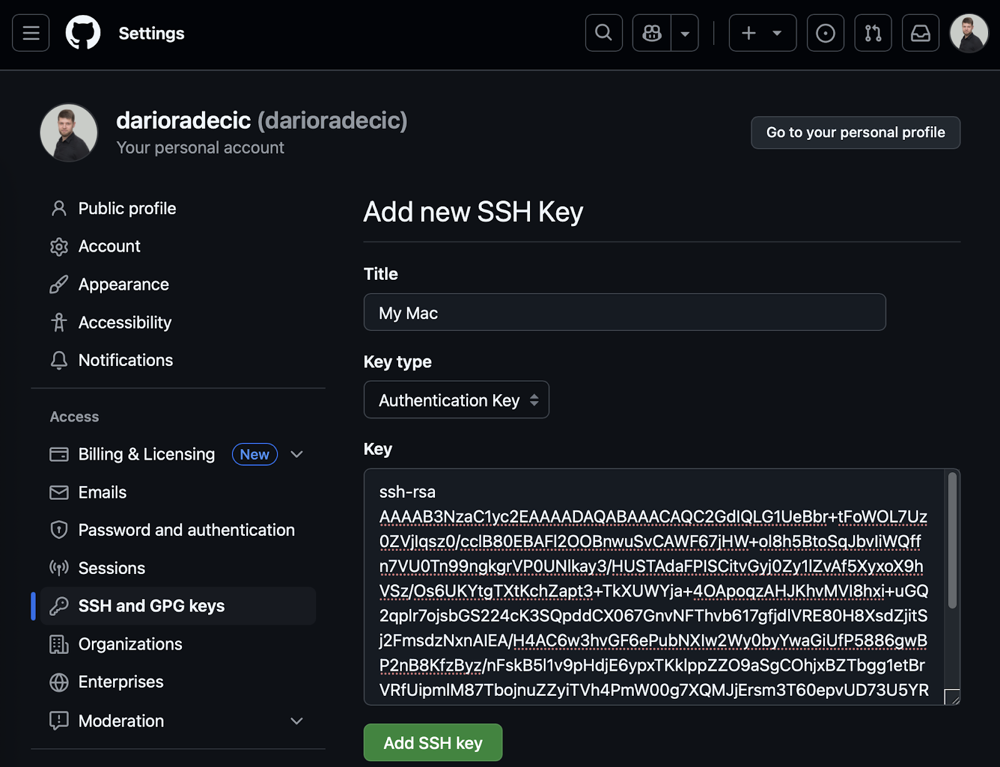 Settings
darioradecic (darioradecic)
Your personal account
Go to your personal profile
Public profile
Account
Appearance
Accessibility
Notifications
Access
Billing & Licensing New
Emails
Password and authentication
Sessions
SSH and GPG keys
Organizations
Enterprises
Moderation
Add new SSH Key
Title
My Mac
Key type
Authentication Key
Key
ssh-rsa
AAAAB3NzaC1yc2EAAAADAQABAAACAQC2GdIQLG1UeBbr+tFoWOL7Uz
0ZVjlqsz0/cclB80EBAFl2OOBnwuSvCAWF67jHW+ol8h5BtoSqJbvIiWQff
n7VU0Tn99ngkgrVP0UNlkay3/HUSTAdaFPISCitvGyj0Zy1lZvAf5XyxoX9h
VSz/Os6UKYtgTXtKchZapt3+TkXUWYja+4OApoqzAHJKhvMVI8hxi+uGQ
2qplr7ojsbGS224cK3SQpddCX067GnvNFThvb617gfjdlVRE80H8XsdZjitS
j2FmsdzNxnAIEA/H4AC6w3hvGF6ePubNXIw2Wy0byYwaGiUfP5886gwB
P2nB8KfzByz/nFskB5l1v9pHdjE6ypxTKklppZZO9aSgCOhjxBZTbgg1etBr
VRfUipmlM87TbojnuZZyiTVh4PmW00g7XQMJjErsm3T60epvUD73U5YR
Add SSH key